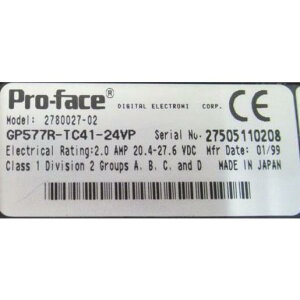 Pro-face® DIGITAL ELECTRONI CORP. CE
Model: 2780027-02
GP577R-TC41-24VP Serial No. 27505110208
Electrical Rating: 2.0 AMP 20.4-27.6 VDC Mfr Date: 01/99
Class 1 Division 2 Groups A. B. C. and D MADE IN JAPAN